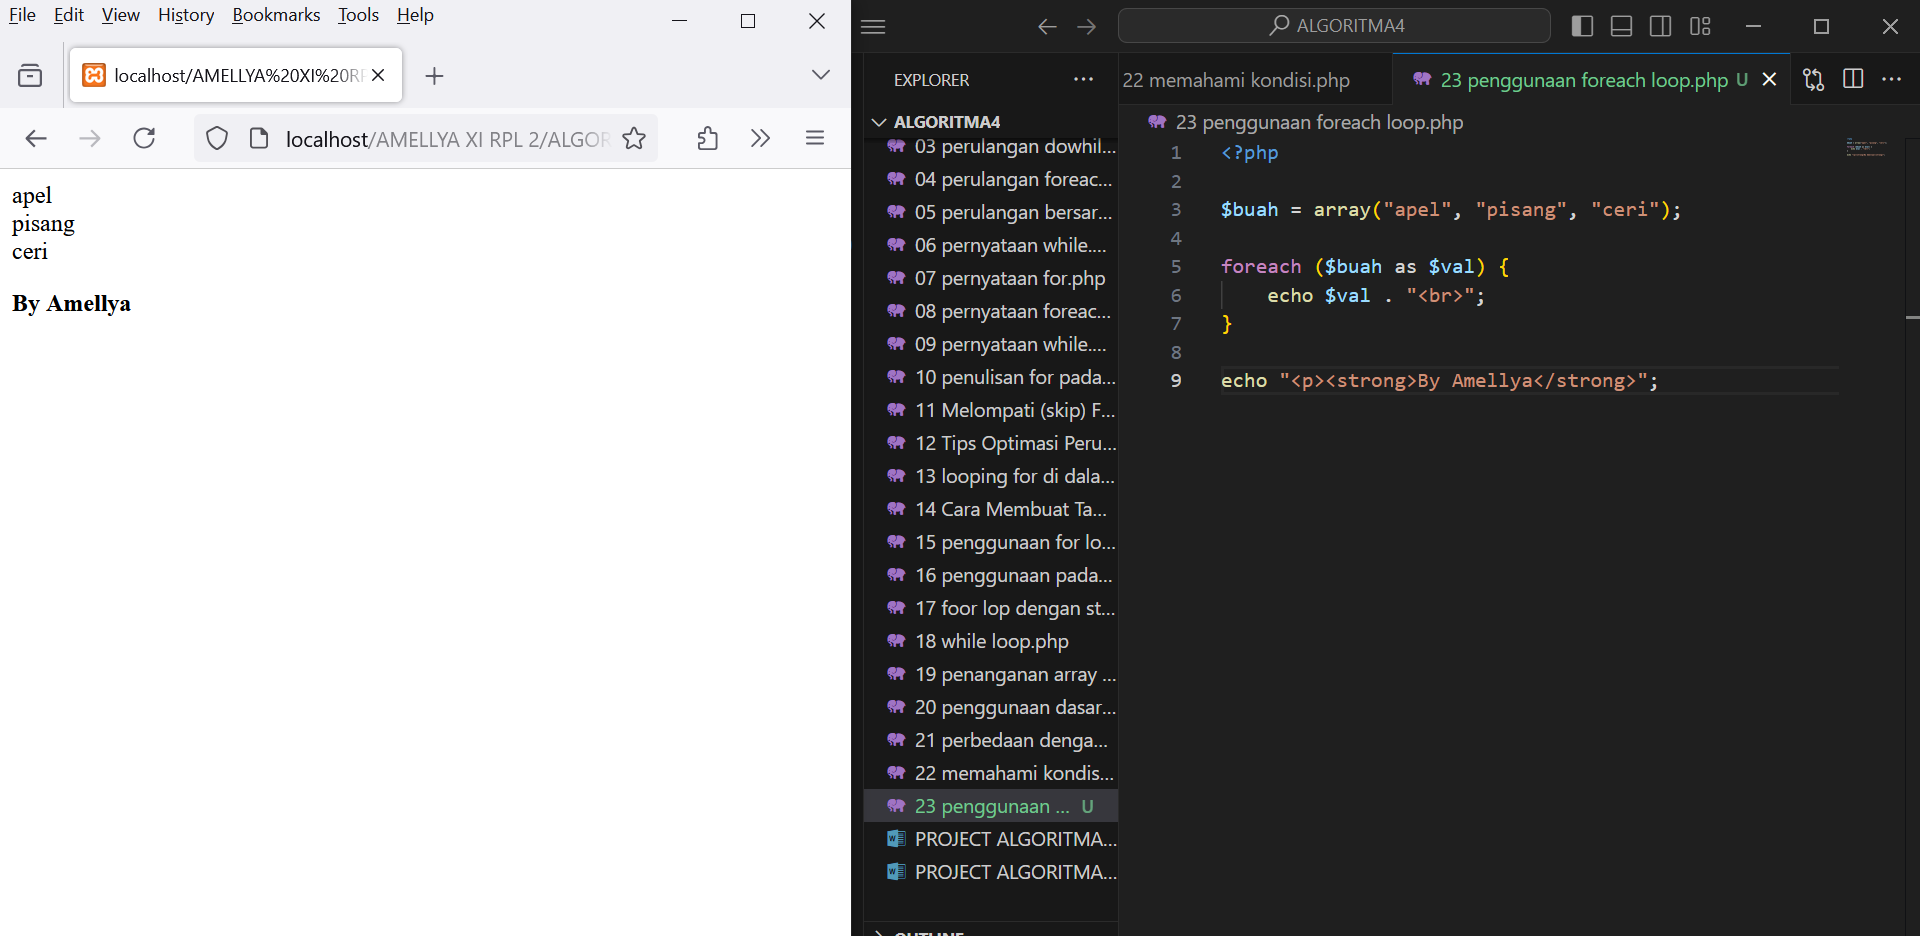 File Edit View History Bookmarks Tools Help
localhost/AMELLYA%20XI%20RP
localhost/AMELLYA XI RPL 2/ALGOR
apel
pisang
ceri
By Amellya
ALGORITMA4
EXPLORER
ALGORITMA4
03 perulangan dowhil...
04 perulangan foreac...
05 perulangan bersar...
06 pernyataan while....
07 pernyataan for.php
08 pernyataan foreac...
09 pernyataan while....
10 penulisan for pada...
11 Melompati (skip) F...
12 Tips Optimasi Peru...
13 looping for di dala...
14 Cara Membuat Ta...
15 penggunaan for lo...
16 penggunaan pada...
17 foor lop dengan st...
18 while loop.php
19 penanganan array ...
20 penggunaan dasar...
21 perbedaan denga...
22 memahami kondis...
23 penggunaan ... U
PROJECT ALGORITMA...
PROJECT ALGORITMA...
OUTLINE
22 memahami kondisi.php
23 penggunaan foreach loop.php U
23 penggunaan foreach loop.php
1 <?php
2
3 $buah = array("apel", "pisang", "ceri");
4
5 foreach ($buah as $val) {
6 echo $val . "<br>";
7 }
8
9 echo "<p><strong>By Amellya</strong>";